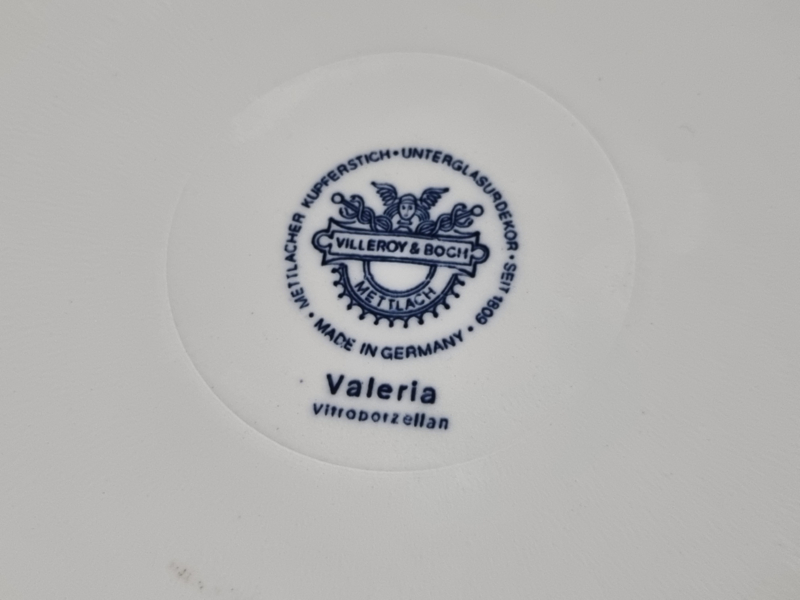 METTLACHER KUPFERSTICH • UNTERGLASURDEKOR • SEIT 1809 •
VILLEROY & BOCH
METTLACH
MADE IN GERMANY
Valeria
Vitroporzellan